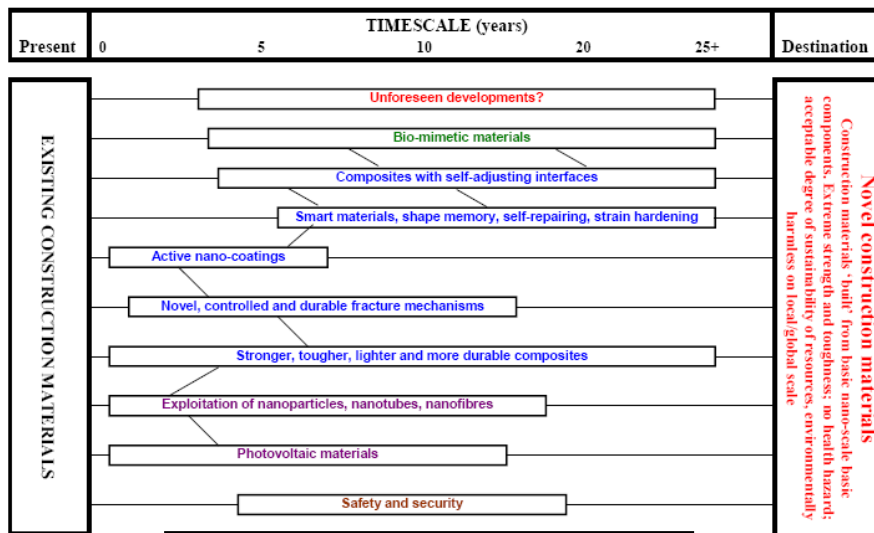 TIMESCALE (years)
Present 0 5 10 20 25+ Destination
EXISTING CONSTRUCTION MATERIALS
Unforeseen developments?
Bio-mimetic materials
Composites with self-adjusting interfaces
Smart materials, shape memory, self-repairing, strain hardening
Active nano-coatings
Novel, controlled and durable fracture mechanisms
Stronger, tougher, lighter and more durable composites
Exploitation of nanoparticles, nanotubes, nanofibres
Photovoltaic materials
Safety and security
Novel construction materials
Construction materials ‘built’ from basic nano-scale basic
components. Extreme strength and toughness; no health hazard;
acceptable degree of sustainability of resources, environmentally
harmless on local/global scale